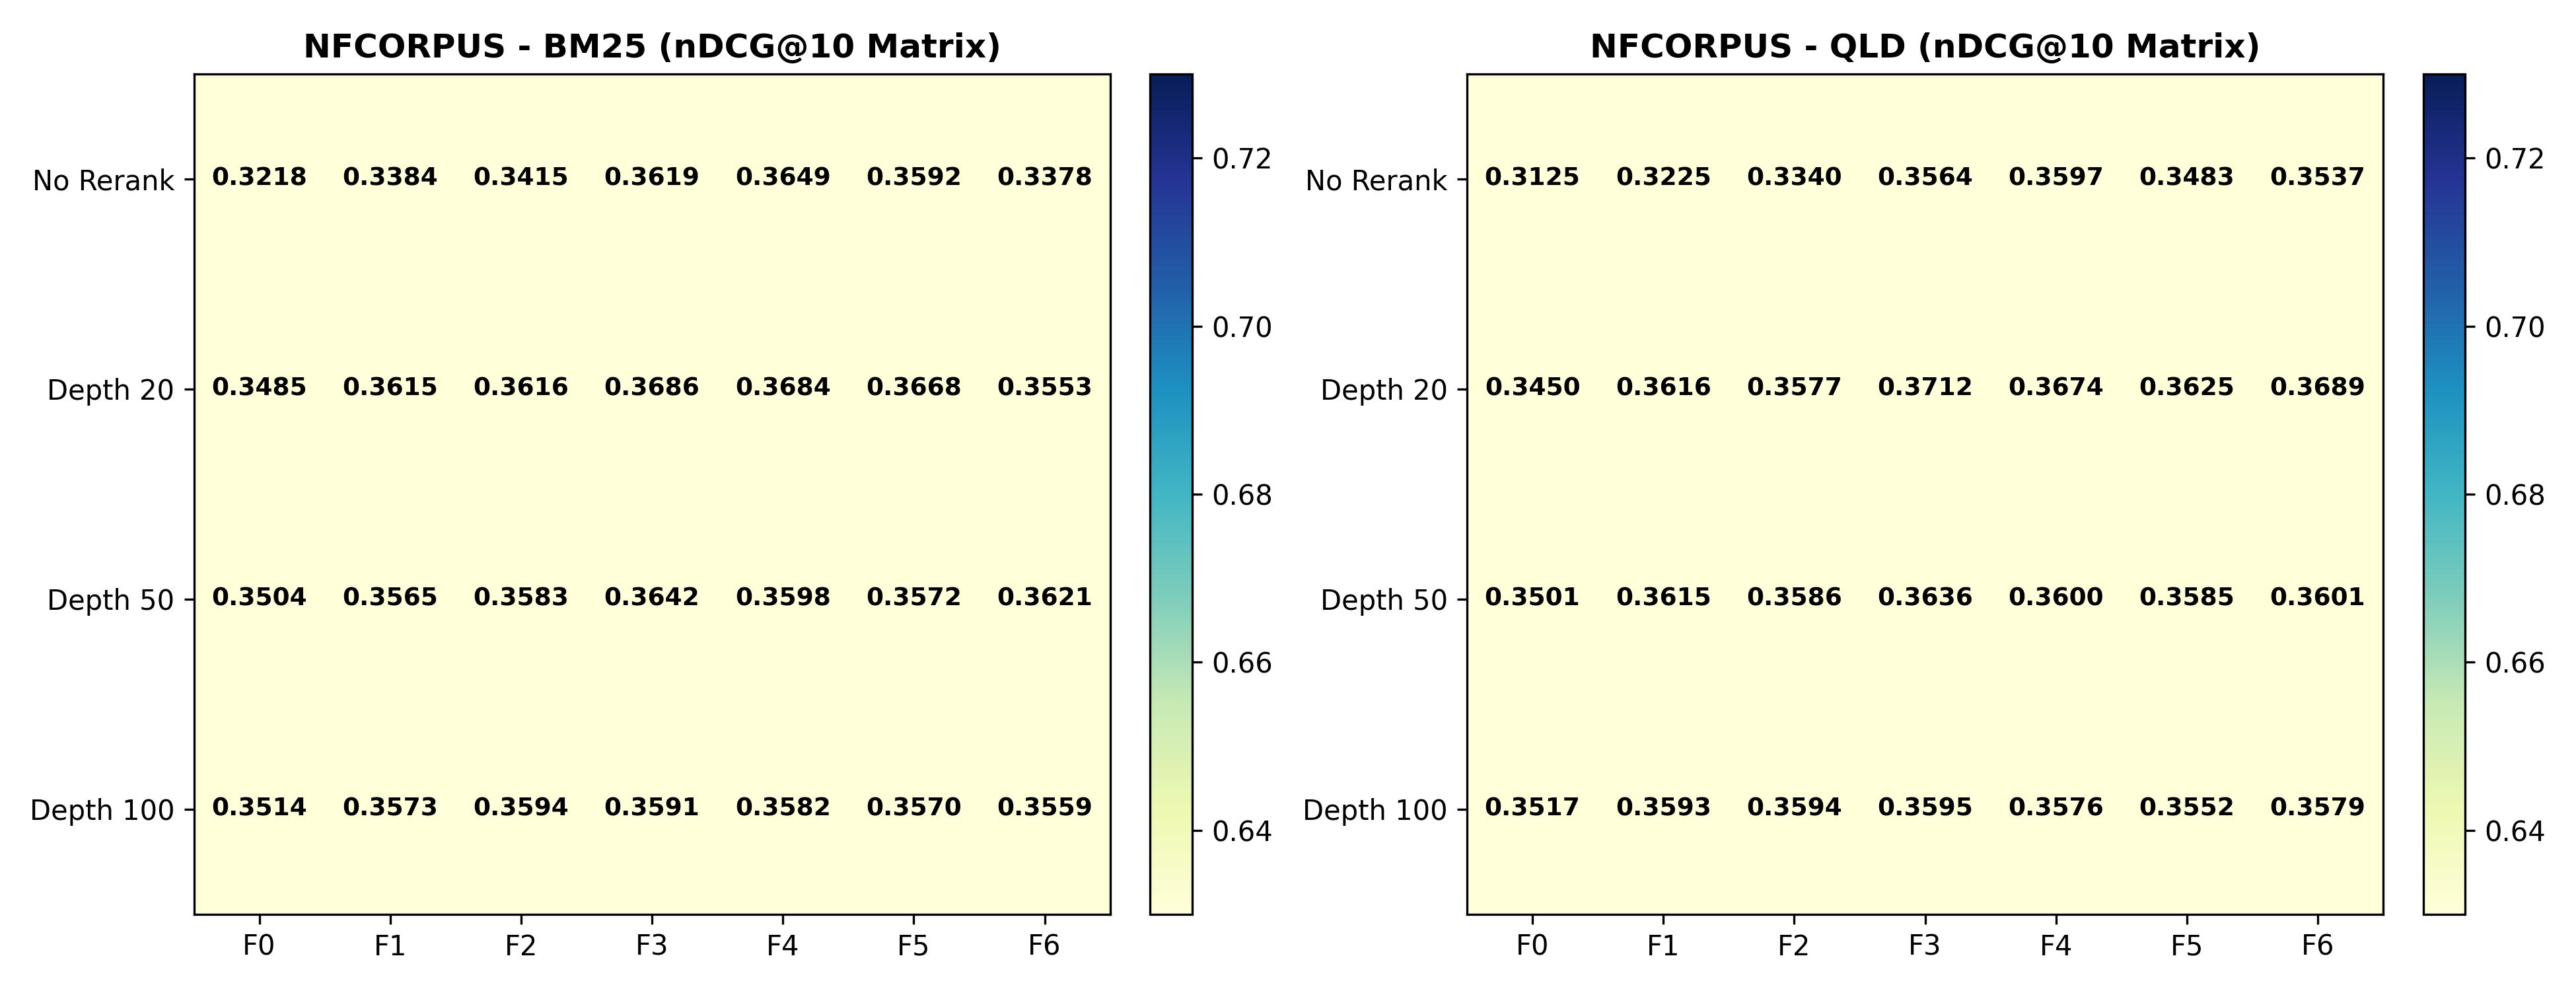 NFCORPUS - BM25 (nDCG@10 Matrix)
No Rerank 0.3218 0.3384 0.3415 0.3619 0.3649 0.3592 0.3378
Depth 20 0.3485 0.3615 0.3616 0.3686 0.3684 0.3668 0.3553
Depth 50 0.3504 0.3565 0.3583 0.3642 0.3598 0.3572 0.3621
Depth 100 0.3514 0.3573 0.3594 0.3591 0.3582 0.3570 0.3559
F0 F1 F2 F3 F4 F5 F6
0.72
0.70
0.68
0.66
0.64
NFCORPUS - QLD (nDCG@10 Matrix)
No Rerank 0.3125 0.3225 0.3340 0.3564 0.3597 0.3483 0.3537
Depth 20 0.3450 0.3616 0.3577 0.3712 0.3674 0.3625 0.3689
Depth 50 0.3501 0.3615 0.3586 0.3636 0.3600 0.3585 0.3601
Depth 100 0.3517 0.3593 0.3594 0.3595 0.3576 0.3552 0.3579
F0 F1 F2 F3 F4 F5 F6
0.72
0.70
0.68
0.66
0.64